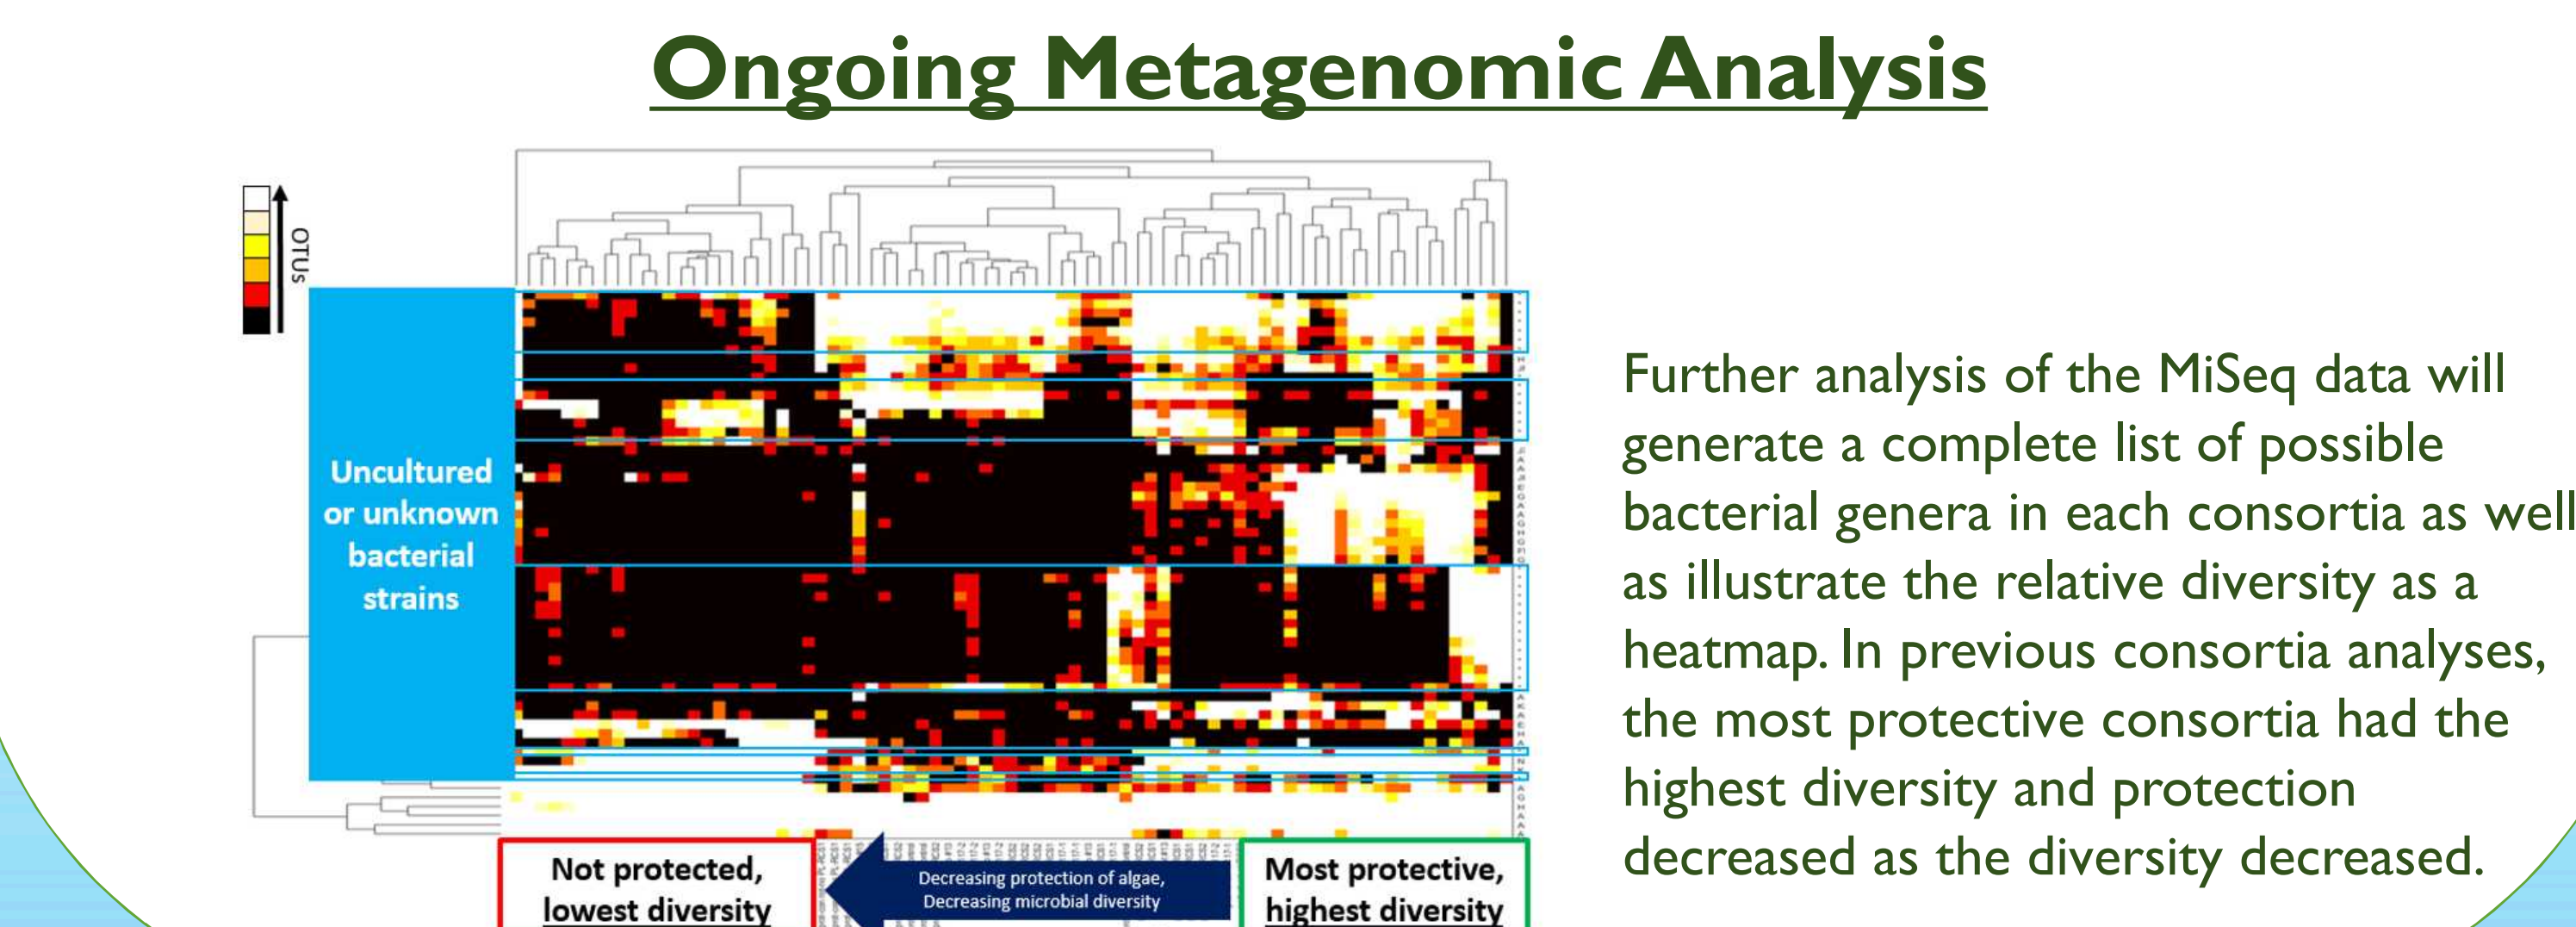 Ongoing Metagenomic Analysis
OTUs
Uncultured
or unknown
bacterial
strains
Further analysis of the MiSeq data will
generate a complete list of possible
bacterial genera in each consortia as well
as illustrate the relative diversity as a
heatmap. In previous consortia analyses,
the most protective consortia had the
highest diversity and protection
decreased as the diversity decreased.
Not protected,
lowest diversity
Decreasing protection of algae,
Decreasing microbial diversity
Most protective,
highest diversity